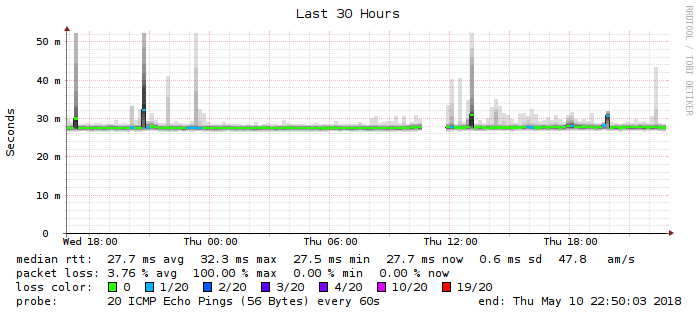 Last 30 Hours
RRDTOOL / TOBI OETIKER
Seconds
50 m
40 m
30 m
20 m
10 m
0
Wed 18:00 Thu 00:00 Thu 06:00 Thu 12:00 Thu 18:00
median rtt: 27.7 ms avg 32.3 ms max 27.5 ms min 27.7 ms now 0.6 ms sd 47.8 am/s
packet loss: 3.76 % avg 100.00 % max 0.00 % min 0.00 % now
loss color: 0 1/20 2/20 3/20 4/20 10/20 19/20
probe: 20 ICMP Echo Pings (56 Bytes) every 60s end: Thu May 10 22:50:03 2018